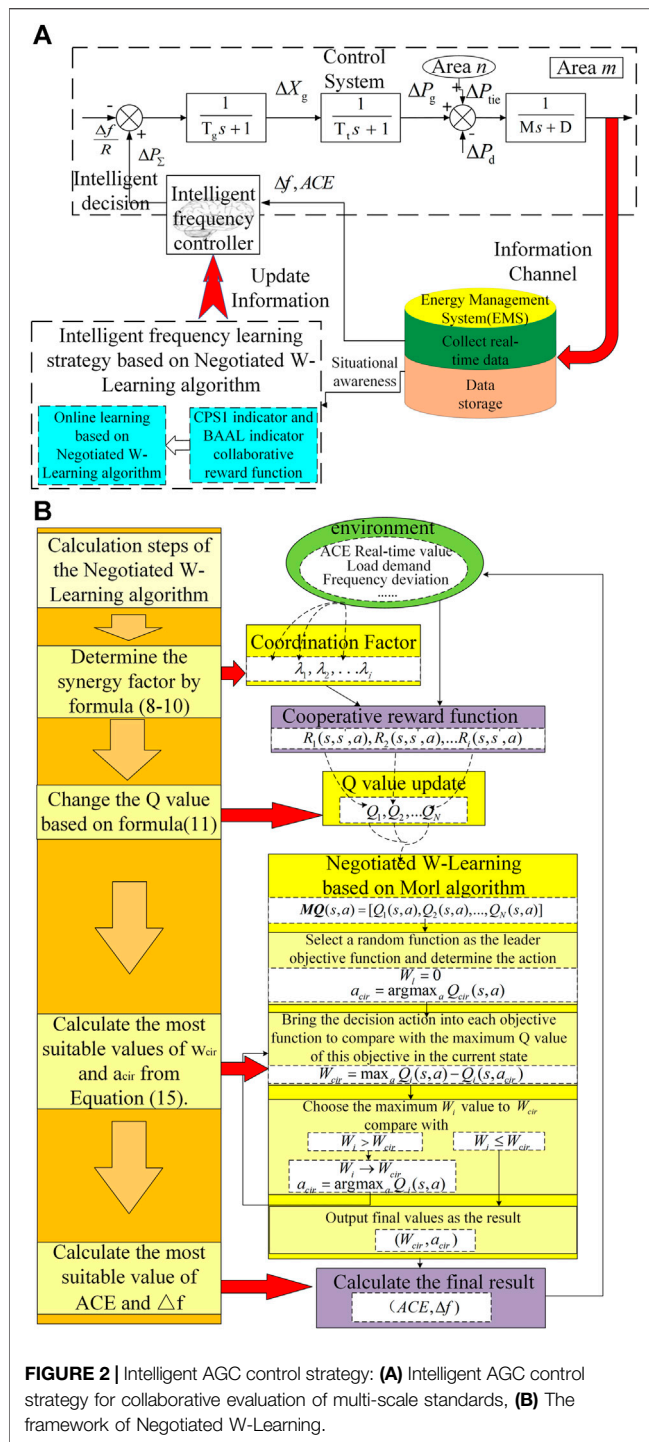 A
Control
System
Area n
Area m
ΔX_g
ΔP_g
ΔP_tie
-
Δf/R
+
1/(T_g s+1)
1/(T_t s+1)
+
+
-
1/(Ms+D)
ΔP_Σ
ΔP_d
Intelligent
decision
Intelligent
frequency
controller
Δf, ACE
Information
Channel
Update
Information
Energy Management
System(EMS)
Collect real-
time data
Data
storage
Situational
awareness
Intelligent frequency learning
strategy based on Negotiated W-
Learning algorithm
Online learning
based on
Negotiated W-
Learning algorithm
CPS1 indicator and
BAAL indicator
collaborative
reward function
B
Calculation steps of
the Negotiated W-
Learning algorithm
Determine the
synergy factor by
formula (8-10)
Change the Q value
based on formula(11)
Calculate the most
suitable values of w_cir
and a_cir from
Equation (15).
Calculate the most
suitable value of
ACE and △f
environment
ACE Real-time value
Load demand
Frequency deviation
......
Coordination Factor
λ_1, λ_2, . . .λ_i
Cooperative reward function
R_1(s,s',a),R_2(s,s',a),...R_i(s,s',a)
Q value update
Q_1,Q_2,...Q_N
Negotiated W-Learning
based on Morl algorithm
MQ(s,a)=[Q_1(s,a),Q_2(s,a),...,Q_N(s,a)]
Select a random function as the leader
objective function and determine the action
W_i = 0
a_cir = argmax_a Q_cir(s,a)
Bring the decision action into each objective
function to compare with the maximum Q value
of this objective in the current state
W_cir = max_a Q_i(s,a)−Q_i(s,a_cir)
Choose the maximum W_i value to W_cir
compare with
W_i > W_cir
W_i ≤ W_cir
W_i → W_cir
a_cir = argmax_a Q_i(s,a)
Output final values as the result
(W_cir,a_cir)
Calculate the final result
(ACE,Δf)
FIGURE 2 | Intelligent AGC control strategy: (A) Intelligent AGC control
strategy for collaborative evaluation of multi-scale standards, (B) The
framework of Negotiated W-Learning.